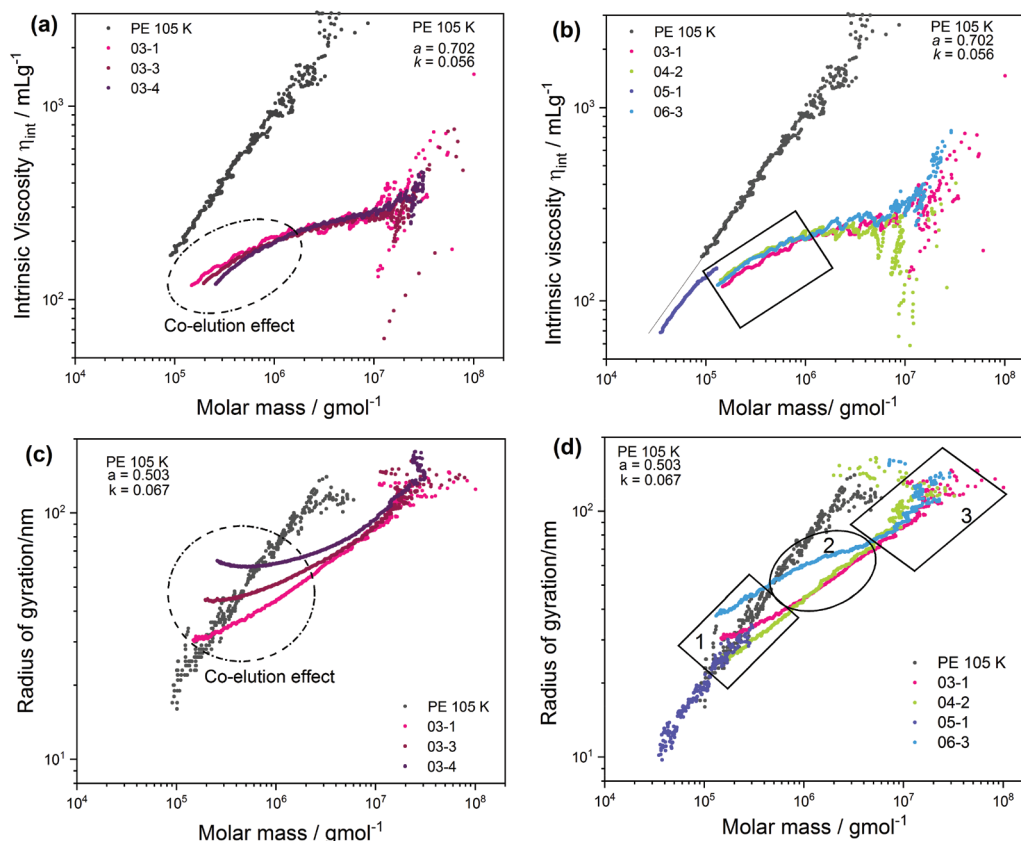 (a)
PE 105 K
03-1
03-3
03-4
PE 105 K
a = 0.702
k = 0.056
Co-elution effect
10³
10²
10⁴
10⁵
10⁶
10⁷
10⁸
Intrinsic Viscosity ηint / mLg⁻¹
Molar mass / gmol⁻¹
(b)
PE 105 K
03-1
04-2
05-1
06-3
PE 105 K
a = 0.702
k = 0.056
10³
10²
10⁴
10⁵
10⁶
10⁷
10⁸
Intrinsic viscosity ηint / mLg⁻¹
Molar mass/ gmol⁻¹
(c)
PE 105 K
a = 0.503
k = 0.067
Co-elution effect
PE 105 K
03-1
03-3
03-4
10²
10¹
10⁴
10⁵
10⁶
10⁷
10⁸
Radius of gyration/nm
Molar mass / gmol⁻¹
(d)
PE 105 K
a = 0.503
k = 0.067
1
2
3
PE 105 K
03-1
04-2
05-1
06-3
10²
10¹
10⁴
10⁵
10⁶
10⁷
10⁸
Radius of gyration/nm
Molar mass / gmol⁻¹